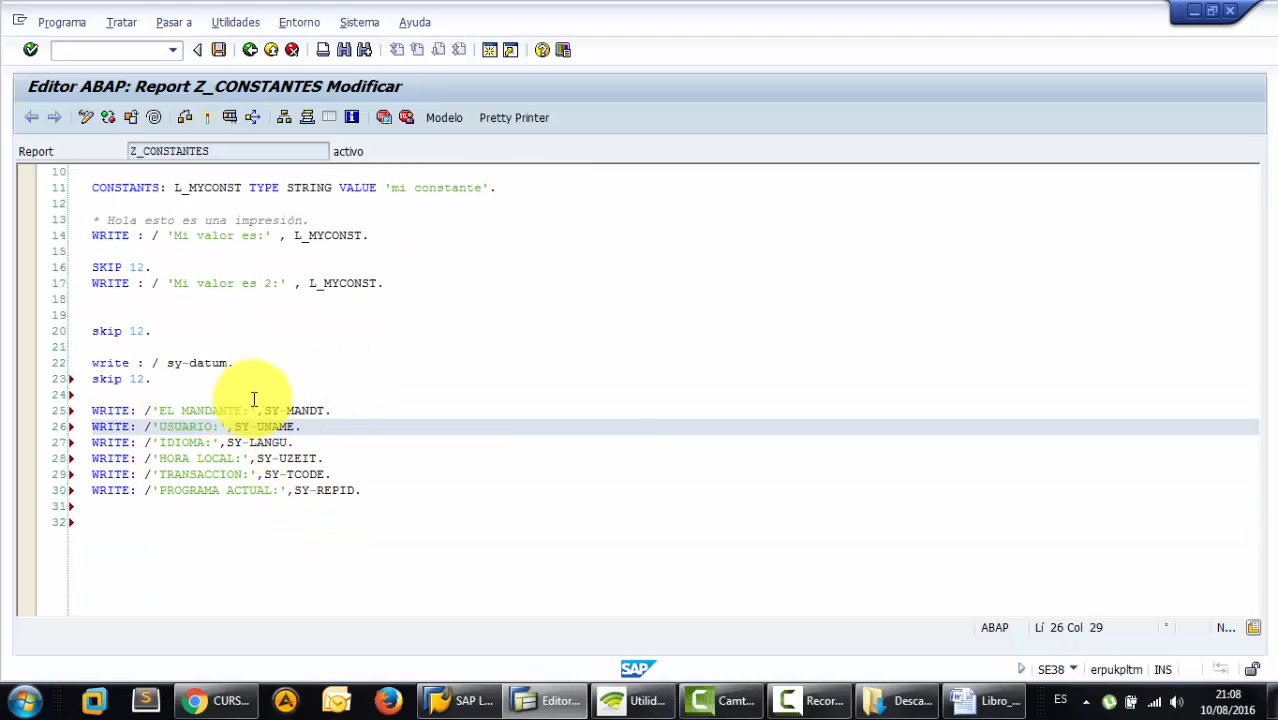 Programa Tratar Pasar a Utilidades Entorno Sistema Ayuda
Editor ABAP: Report Z_CONSTANTES Modificar
Modelo Pretty Printer
Report Z_CONSTANTES activo
10
11 CONSTANTS: L_MYCONST TYPE STRING VALUE 'mi constante'.
12
13 * Hola esto es una impresión.
14 WRITE : / 'Mi valor es:' , L_MYCONST.
15
16 SKIP 12.
17 WRITE : / 'Mi valor es 2:' , L_MYCONST.
18
19
20 skip 12.
21
22 write : / sy-datum.
23 skip 12.
24
25 WRITE: /'EL MANDANTE:',SY-MANDT.
26 WRITE: /'USUARIO:',SY-UNAME.
27 WRITE: /'IDIOMA:',SY-LANGU.
28 WRITE: /'HORA LOCAL:',SY-UZEIT.
29 WRITE: /'TRANSACCION:',SY-TCODE.
30 WRITE: /'PROGRAMA ACTUAL:',SY-REPID.
31
32
ABAP Lí 26 Col 29 * N...
SAP SE38 erpukpltm INS
S CURS... A SAP L... Editor... Utilid... C Camt... C Recor... Desca... W Libro_... ES 21:08
10/08/2016